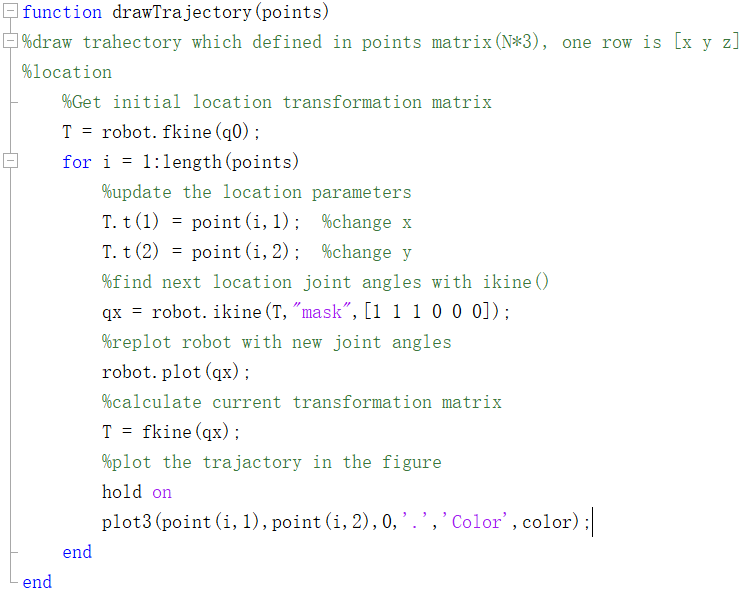 function drawTrajectory(points)
%draw trahectory which defined in points matrix(N*3), one row is [x y z]
%location
%Get initial location transformation matrix
T = robot.fkine(q0);
for i = 1:length(points)
%update the location parameters
T.t(1) = point(i,1);  %change x
T.t(2) = point(i,2);  %change y
%find next location joint angles with ikine()
qx = robot.ikine(T,"mask",[1 1 1 0 0 0]);
%replot robot with new joint angles
robot.plot(qx);
%calculate current transformation matrix
T = fkine(qx);
%plot the trajactory in the figure
hold on
plot3(point(i,1),point(i,2),0,'.','Color',color);
end
end